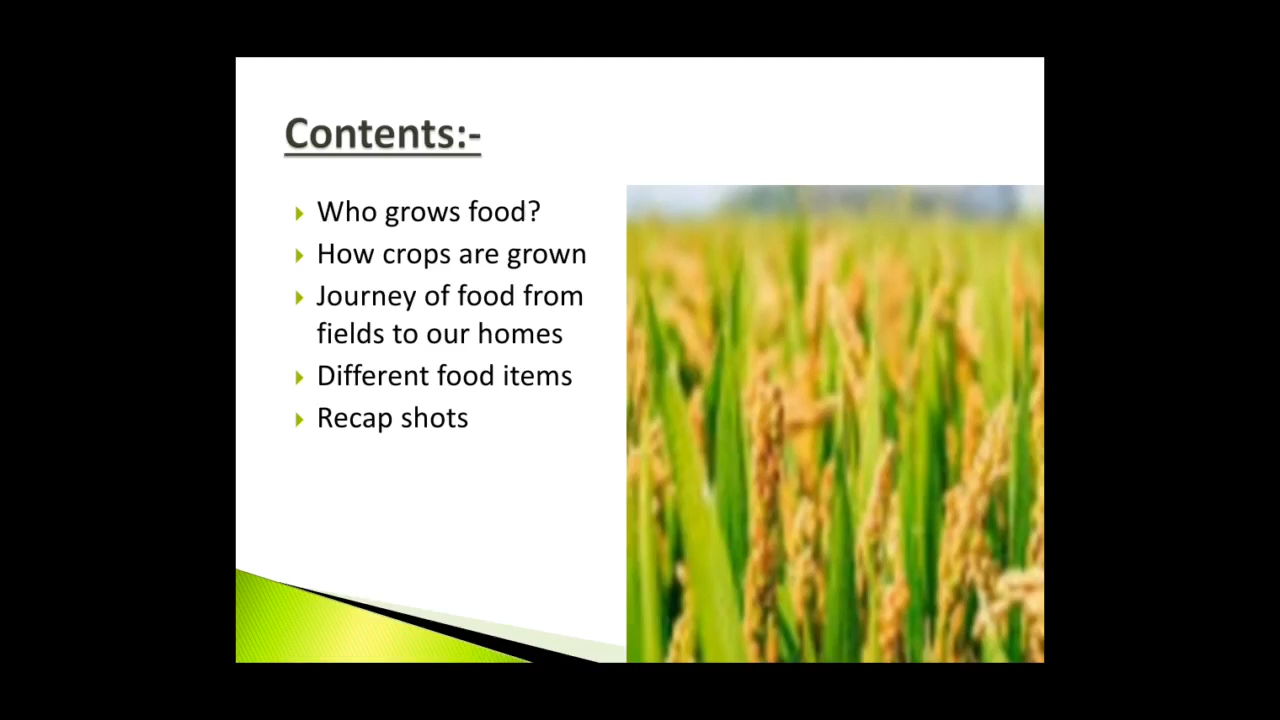 Contents:-
Who grows food?
How crops are grown
Journey of food from
fields to our homes
Different food items
Recap shots